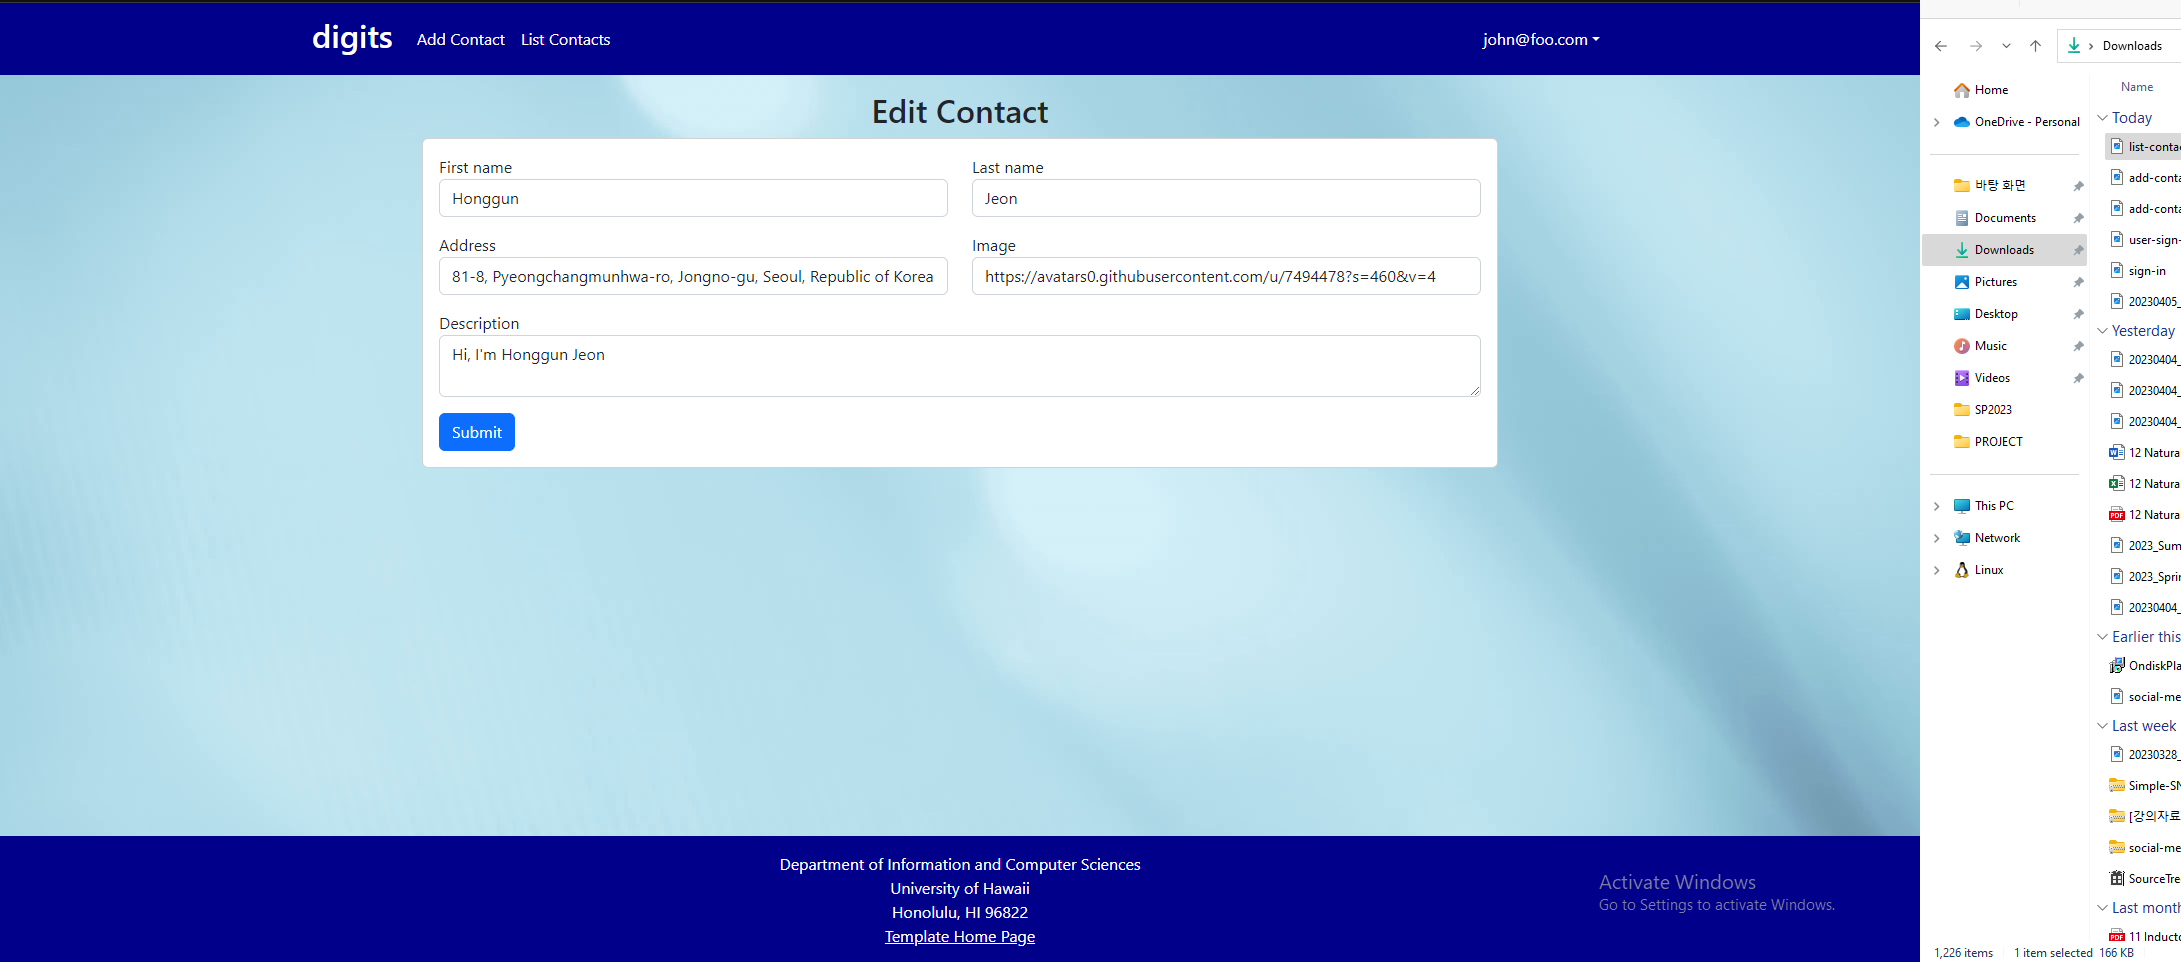 digits
Add Contact
List Contacts
john@foo.com
Edit Contact
First name
Last name
Honggun
Jeon
Address
Image
81-8, Pyeongchangmunhwa-ro, Jongno-gu, Seoul, Republic of Korea
https://avatars0.githubusercontent.com/u/7494478?s=460&v=4
Description
Hi, I'm Honggun Jeon
Submit
Department of Information and Computer Sciences
University of Hawaii
Honolulu, HI 96822
Template Home Page
Activate Windows
Go to Settings to activate Windows.
Downloads
Home
OneDrive - Personal
바탕 화면
Documents
Downloads
Pictures
Desktop
Music
Videos
SP2023
PROJECT
This PC
Network
Linux
Name
Today
list-conta
add-conta
add-conta
user-sign-
sign-in
20230405_
Yesterday
20230404_
20230404_
20230404_
12 Natura
12 Natura
12 Natura
2023_Sum
2023_Sprin
20230404_
Earlier this
OndiskPla
social-me
Last week
20230328_
Simple-SN
[강의자료
social-me
SourceTre
Last month
11 Inducto
1,226 items
1 item selected 166 KB